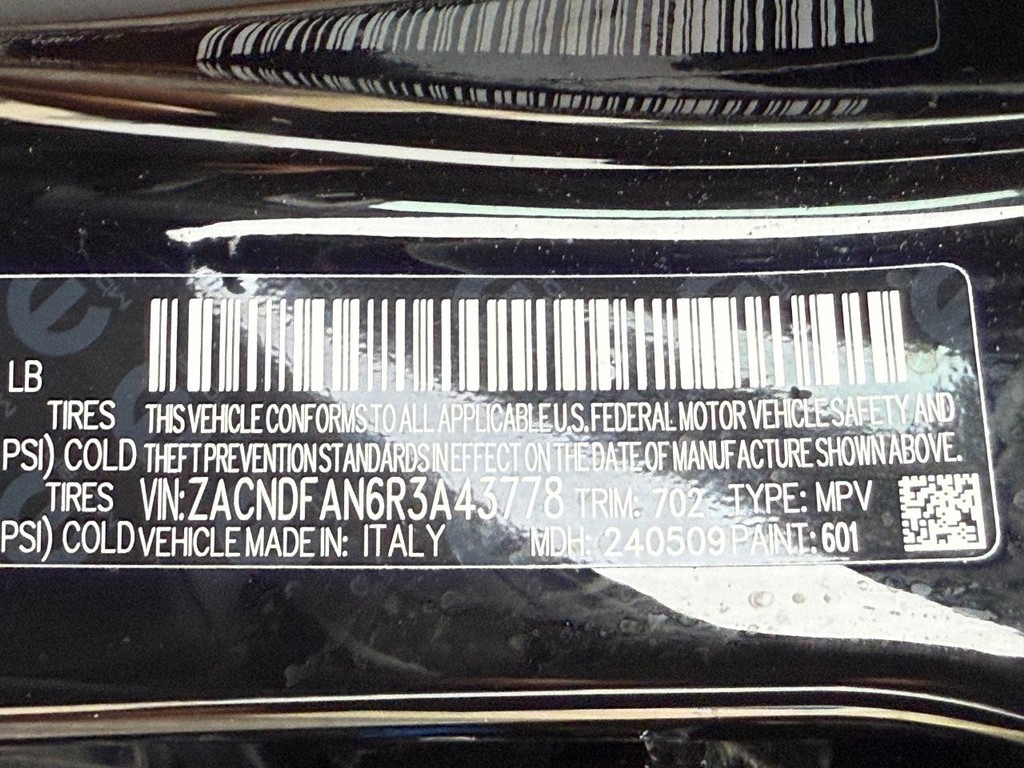 LB
TIRES
PSI) COLD
TIRES
PSI) COLD
THIS VEHICLE CONFORMS TO ALL APPLICABLE U.S. FEDERAL MOTOR VEHICLE SAFETY, AND
THEFT PREVENTION STANDARDS IN EFFECT ON THE DATE OF MANUFACTURE SHOWN ABOVE.
VIN: ZACNDFAN6R3A43778 TRIM: 702 TYPE: MPV
VEHICLE MADE IN: ITALY MDH: 240509 PAINT: 601